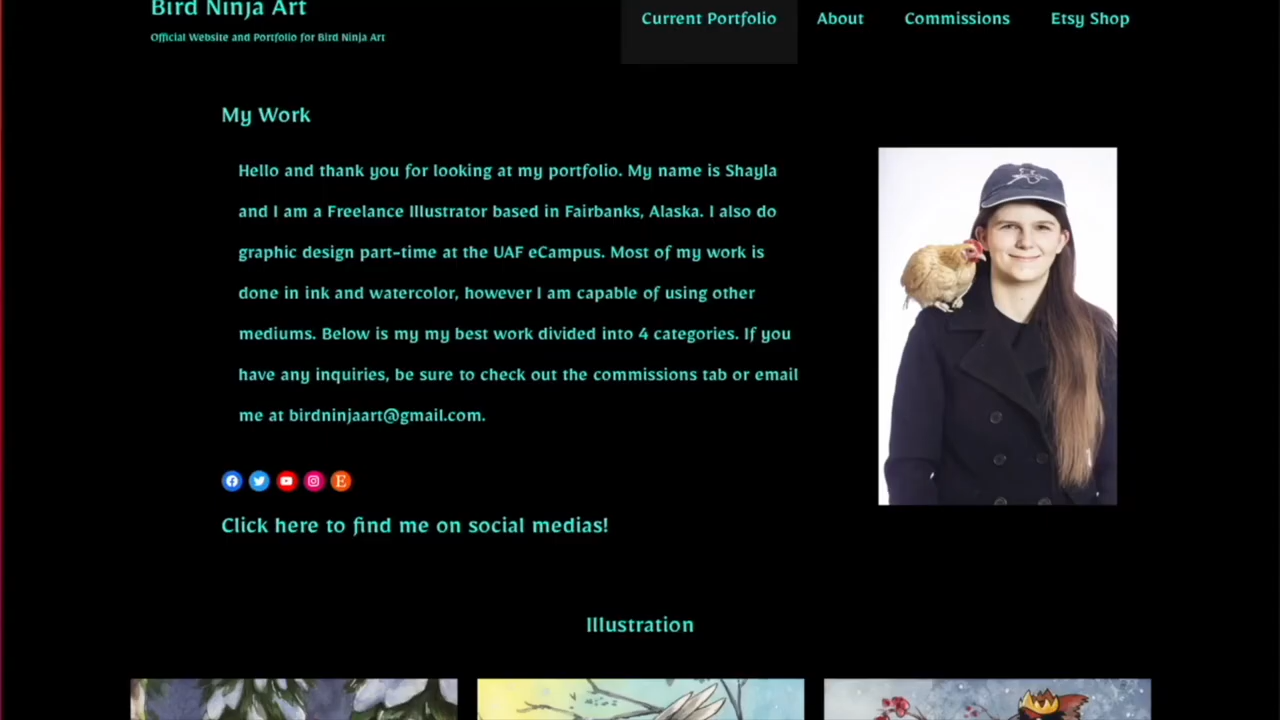 Bird Ninja Art
Official Website and Portfolio for Bird Ninja Art
Current Portfolio
About
Commissions
Etsy Shop
My Work
Hello and thank you for looking at my portfolio. My name is Shayla
and I am a Freelance Illustrator based in Fairbanks, Alaska. I also do
graphic design part-time at the UAF eCampus. Most of my work is
done in ink and watercolor, however I am capable of using other
mediums. Below is my my best work divided into 4 categories. If you
have any inquiries, be sure to check out the commissions tab or email
me at birdninjaart@gmail.com.
Click here to find me on social medias!
Illustration